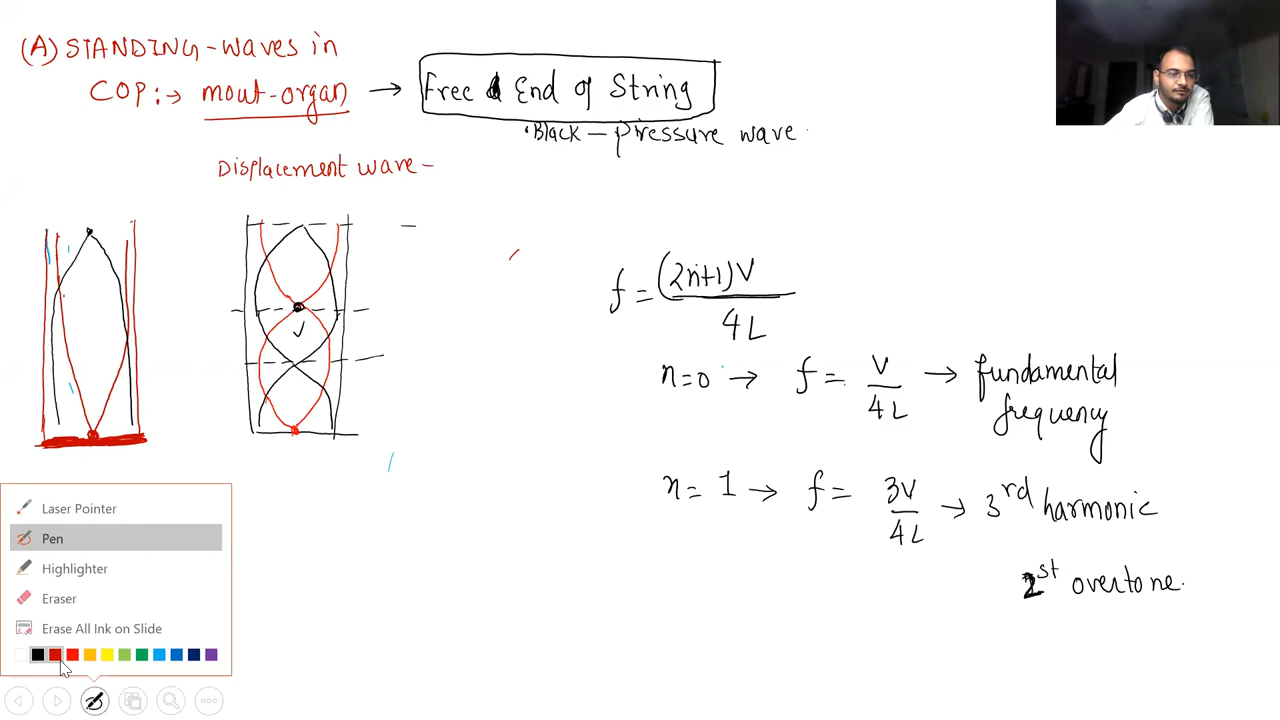 (A) STANDING-waves in
COP:→ mout-organ → Free End of String
•Black – pressure wave
Displacement wave –
f = (2n+1)V / 4L
n=0 → f = V / 4L → fundamental frequency
n= 1 → f = 3V / 4L → 3rd harmonic
1st overtone.
Laser Pointer
Pen
Highlighter
Eraser
Erase All Ink on Slide